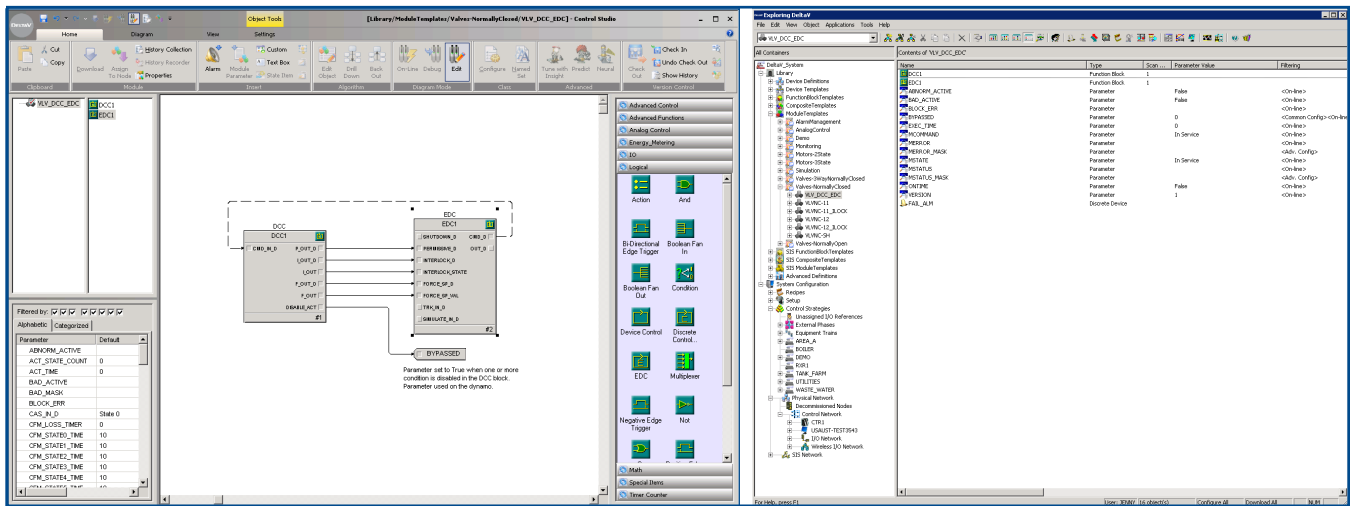 DELTAV
Object Tools
[Library/ModuleTemplates/Valves-NormallyClosed/VLV_DCC_EDC] - Control Studio
Home
Diagram
View
Settings
Cut
Copy
Paste
Clipboard
Download
Assign To Node
History Collection
History Recorder
Properties
Module
Alarm
Module Parameter
Custom
Text Box
State Item
Insert
Edit Object
Drill Down
Back Out
Algorithm
On-Line
Debug
Edit
Diagram Mode
Configure
Named Set
Class
Tune with Insight
Predict
Neural
Advanced
Check Out
Check In
Undo Check Out
Show History
Version Control
VLV_DCC_EDC
DCC1
EDC1
Filtered by:
Alphabetic
Categorized
Parameter Default
ABNORM_ACTIVE
ACT_STATE_COUNT 0
ACT_TIME 0
BAD_ACTIVE
BAD_MASK
BLOCK_ERR
CAS_IN_D State 0
CFM_LOSS_TIMER 0
CFM_STATE0_TIME 10
CFM_STATE1_TIME 10
CFM_STATE2_TIME 10
CFM_STATE3_TIME 10
CFM_STATE4_TIME 10
DCC
DCC1
CMD_IN_D
P_OUT_D
I_OUT_D
I_OUT
F_OUT_D
F_OUT
DISABLE_ACT
#1
EDC
EDC1
SHUTDOWN_D
PERMISSIVE_D
INTERLOCK_D
INTERLOCK_STATE
FORCE_SP_D
FORCE_SP_VAL
TRK_IN_D
SIMULATE_IN_D
CMD_D
OUT_D
#2
BYPASSED
Parameter set to True when one or more
condition is disabled in the DCC block.
Parameter used on the dynamo.
Advanced Control
Advanced Functions
Analog Control
Energy_Metering
IO
Logical
Action
And
Bi-Directional Edge Trigger
Boolean Fan In
Boolean Fan Out
Condition
Device Control
Discrete Control...
EDC
Multiplexer
Negative Edge Trigger
Not
Math
Special Items
Timer Counter
Exploring DeltaV
File Edit View Object Applications Tools Help
VLV_DCC_EDC
All Containers
DeltaV_System
Library
Device Definitions
Device Templates
FunctionBlockTemplates
CompositeTemplates
ModuleTemplates
AlarmManagement
AnalogControl
Demo
Monitoring
Motors-2State
Motors-3State
Simulation
Valves-3WayNormallyClosed
Valves-NormallyClosed
VLV_DCC_EDC
VLVNC-11
VLVNC-11_ILOCK
VLVNC-12
VLVNC-12_ILOCK
VLVNC-SH
Valves-NormallyOpen
SIS FunctionBlockTemplates
SIS CompositeTemplates
SIS ModuleTemplates
Advanced Definitions
System Configuration
Recipes
Setup
Control Strategies
Unassigned I/O References
External Phases
Equipment Trains
AREA_A
BOILER
DEMO
RXR1
TANK_FARM
UTILITIES
WASTE_WATER
Physical Network
Decommissioned Nodes
Control Network
CTR1
USAUST-TEST3543
I/O Network
Wireless I/O Network
SIS Network
Contents of 'VLV_DCC_EDC'
Name Type Scan ... Parameter Value Filtering
DCC1 Function Block 1
EDC1 Function Block 1
ABNORM_ACTIVE Parameter False <On-line>
BAD_ACTIVE Parameter False <On-line>
BLOCK_ERR Parameter <On-line>
BYPASSED Parameter 0 <Common Config><On-line
EXEC_TIME Parameter 0 <On-line>
MCOMMAND Parameter In Service <On-line>
MERROR Parameter <On-line>
MERROR_MASK Parameter <Adv. Config>
MSTATE Parameter In Service <On-line>
MSTATUS Parameter <On-line>
MSTATUS_MASK Parameter <Adv. Config>
ONTIME Parameter False <On-line>
VERSION Parameter 1 <On-line>
FAIL_ALM Discrete Device
For Help, press F1
User: JENNY 16 object(s) Configure All Download All NUM